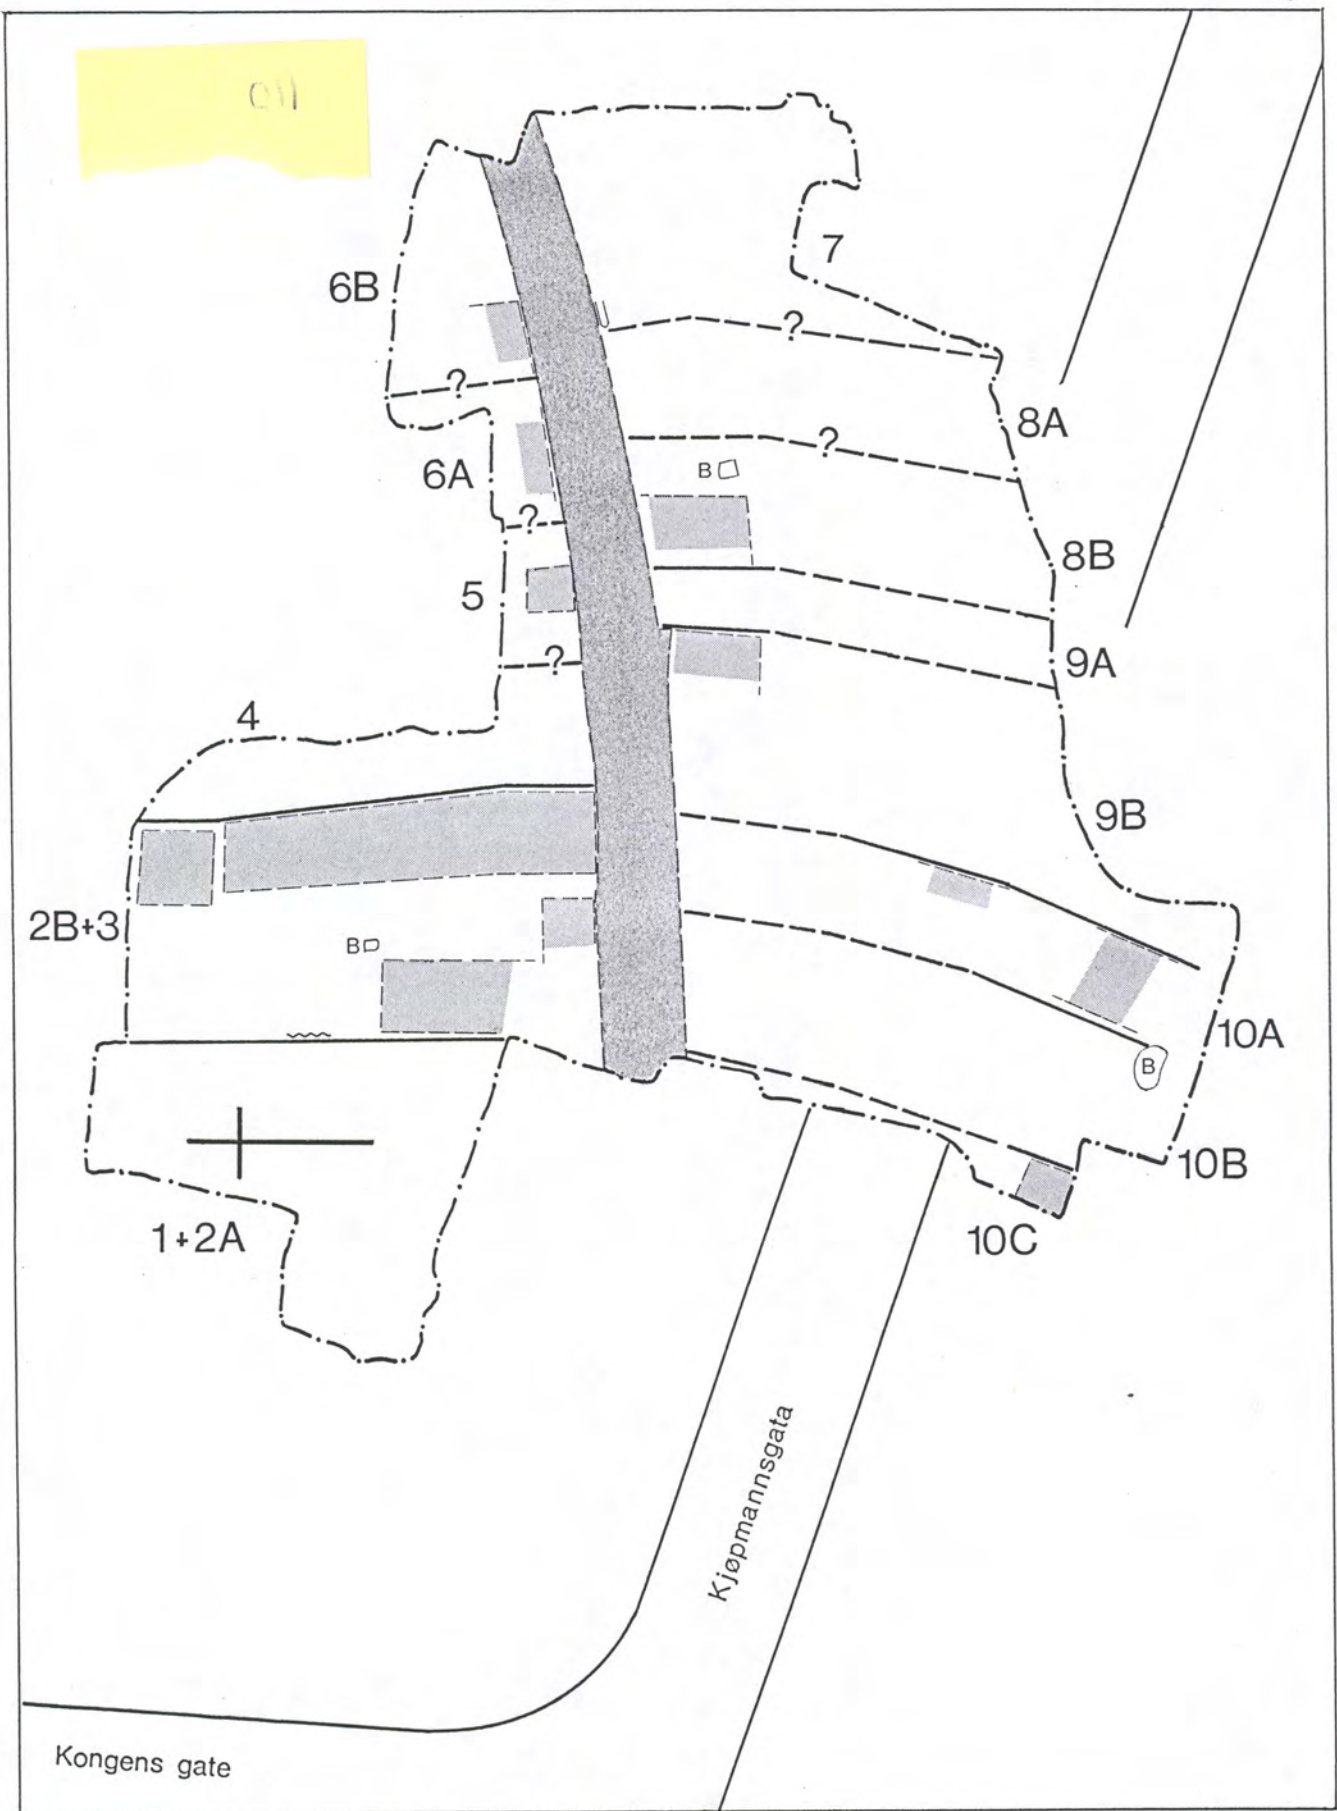 7
6B
?
?
8A
?
B
6A
?
8B
5
9A
?
4
9B
2B+3
B
10A
B
10B
1+2A
10C
Kjøpmannsgata
Kongens gate